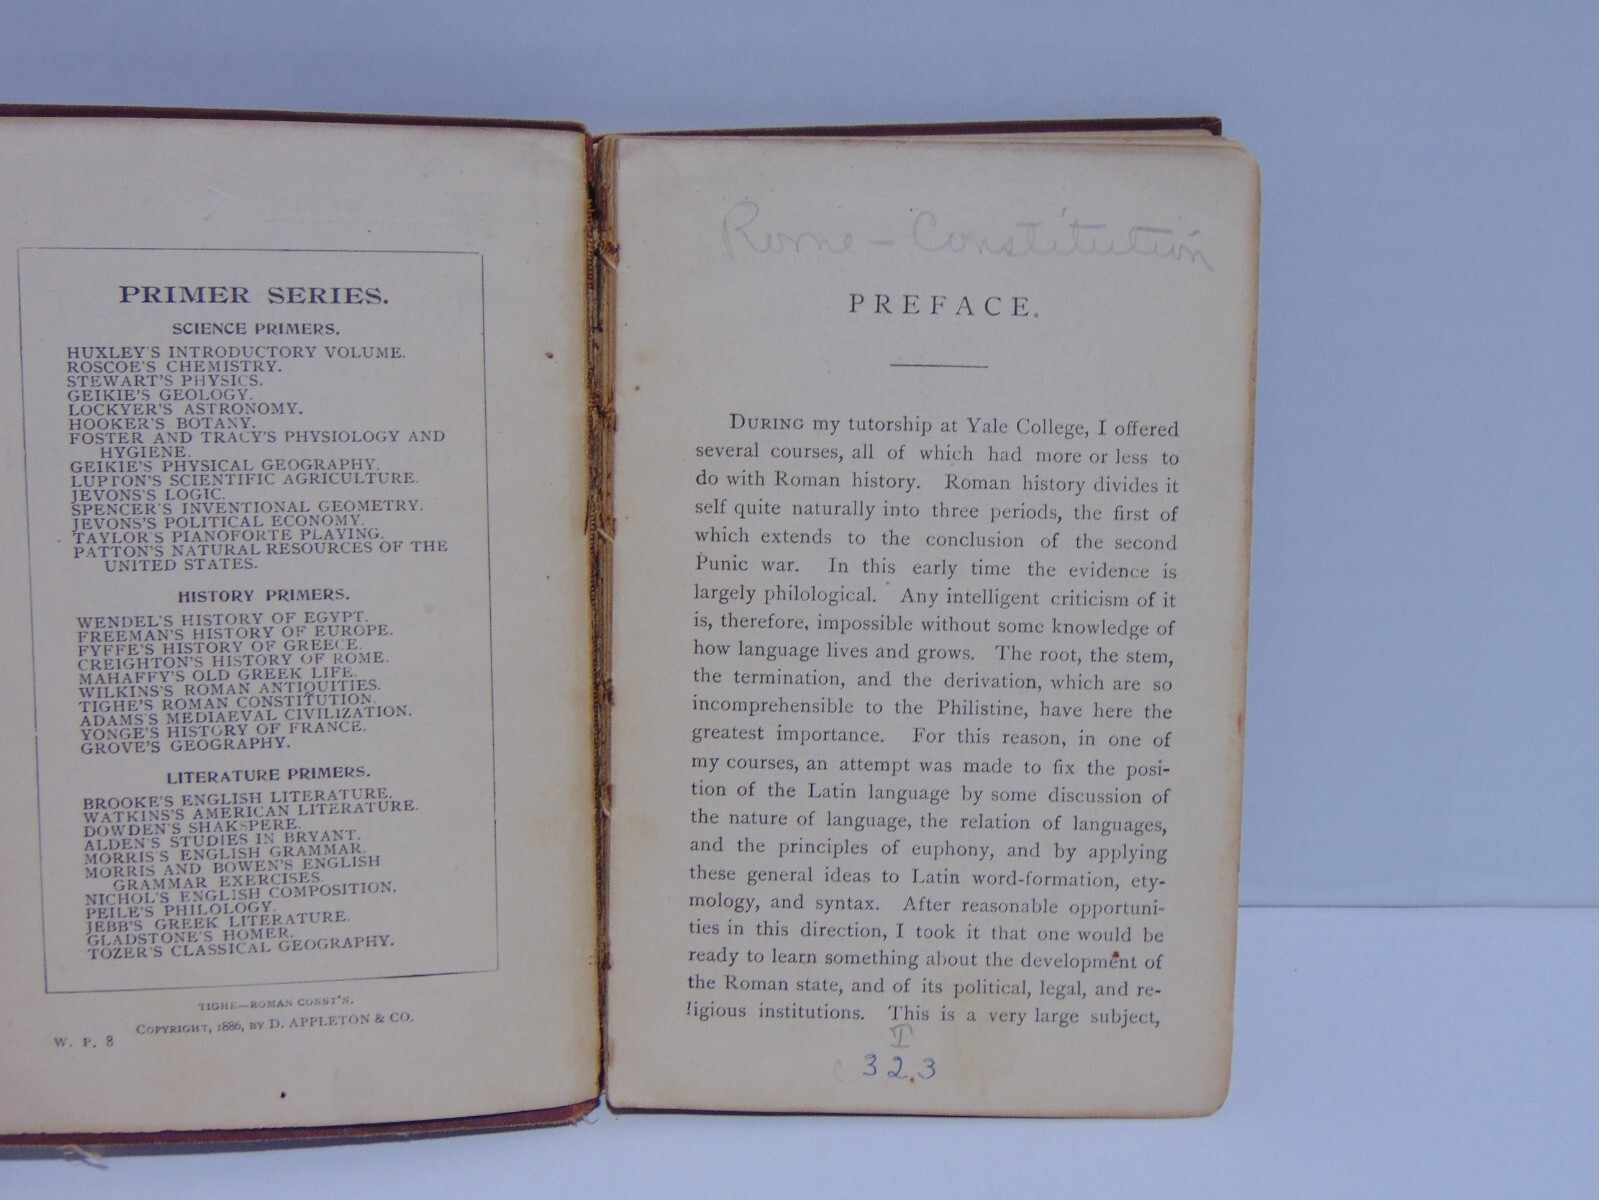 PRIMER SERIES.
SCIENCE PRIMERS.
HUXLEY'S INTRODUCTORY VOLUME.
ROSCOE'S CHEMISTRY.
STEWART'S PHYSICS.
GEIKIE'S GEOLOGY.
LOCKYER'S ASTRONOMY.
HOOKER'S BOTANY.
FOSTER AND TRACY'S PHYSIOLOGY AND
HYGIENE.
GEIKIE'S PHYSICAL GEOGRAPHY.
LUPTON'S SCIENTIFIC AGRICULTURE.
JEVONS'S LOGIC.
SPENCER'S INVENTIONAL GEOMETRY.
JEVONS'S POLITICAL ECONOMY.
TAYLOR'S PIANOFORTE PLAYING.
PATTON'S NATURAL RESOURCES OF THE
UNITED STATES.
HISTORY PRIMERS.
WENDEL'S HISTORY OF EGYPT.
FREEMAN'S HISTORY OF EUROPE.
FYFFE'S HISTORY OF GREECE.
CREIGHTON'S HISTORY OF ROME.
MAHAFFY'S OLD GREEK LIFE.
WILKINS'S ROMAN ANTIQUITIES.
TIGHE'S ROMAN CONSTITUTION.
ADAMS'S MEDIAEVAL CIVILIZATION.
YONGE'S HISTORY OF FRANCE.
GROVE'S GEOGRAPHY.
LITERATURE PRIMERS.
BROOKE'S ENGLISH LITERATURE.
WATKINS'S AMERICAN LITERATURE.
DOWDEN'S SHAKSPERE.
ALDEN'S STUDIES IN BRYANT.
MORRIS'S ENGLISH GRAMMAR.
MORRIS AND BOWEN'S ENGLISH
GRAMMAR EXERCISES.
NICHOL'S ENGLISH COMPOSITION.
PEILE'S PHILOLOGY.
JEBB'S GREEK LITERATURE.
GLADSTONE'S HOMER.
TOZER'S CLASSICAL GEOGRAPHY.
TIGHE—ROMAN CONST'N.
COPYRIGHT, 1886, BY D. APPLETON & CO.
W. P. 8
Rome - Constitution
PREFACE.
DURING my tutorship at Yale College, I offered
several courses, all of which had more or less to
do with Roman history. Roman history divides it
self quite naturally into three periods, the first of
which extends to the conclusion of the second
Punic war. In this early time the evidence is
largely philological. Any intelligent criticism of it
is, therefore, impossible without some knowledge of
how language lives and grows. The root, the stem,
the termination, and the derivation, which are so
incomprehensible to the Philistine, have here the
greatest importance. For this reason, in one of
my courses, an attempt was made to fix the posi-
tion of the Latin language by some discussion of
the nature of language, the relation of languages,
and the principles of euphony, and by applying
these general ideas to Latin word-formation, ety-
mology, and syntax. After reasonable opportuni-
ties in this direction, I took it that one would be
ready to learn something about the development of
the Roman state, and of its political, legal, and re-
ligious institutions. This is a very large subject,
I
323